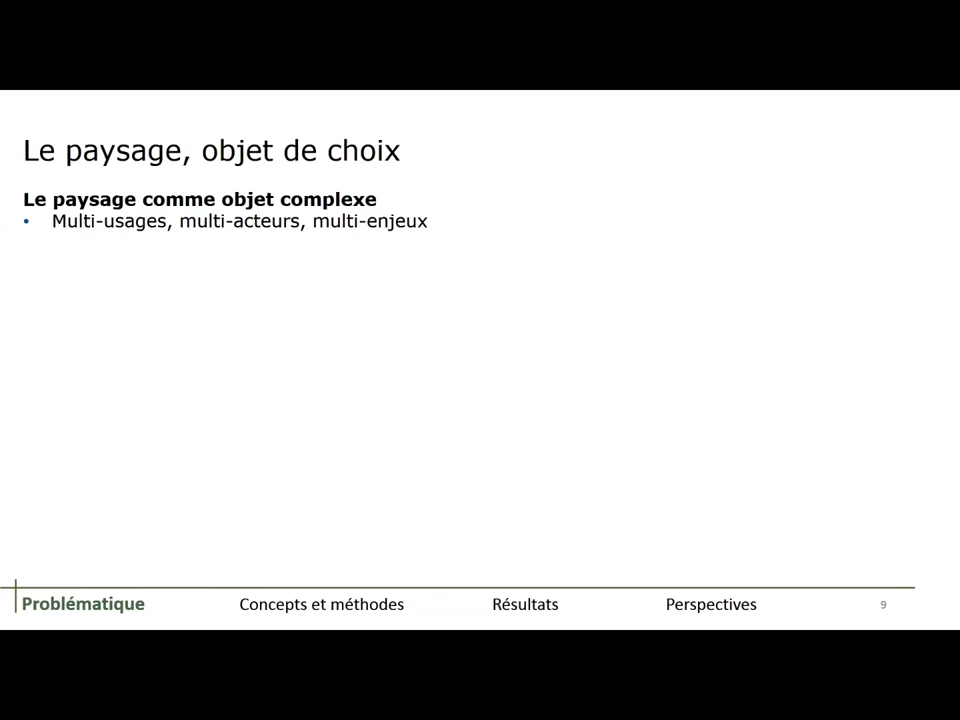 Le paysage, objet de choix
Le paysage comme objet complexe
• Multi-usages, multi-acteurs, multi-enjeux
Problématique Concepts et méthodes Résultats Perspectives 9